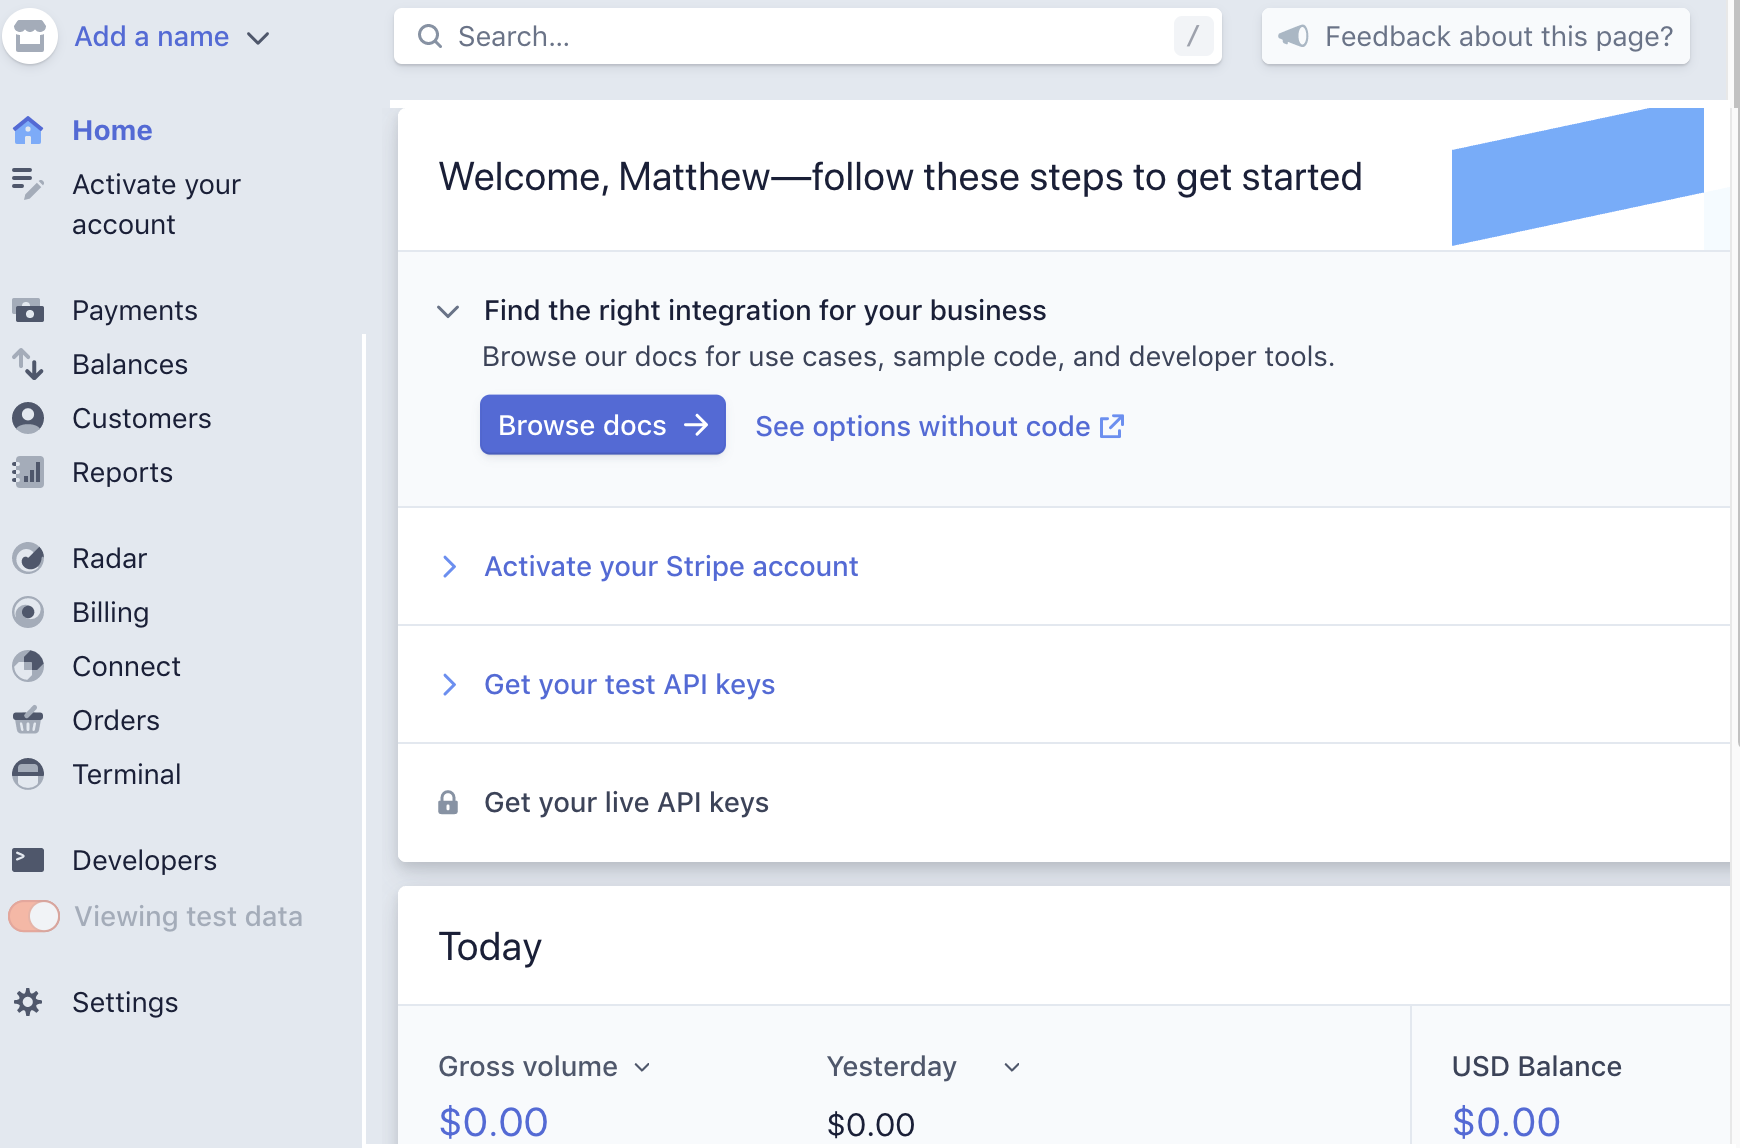 Add a name
Search...
/
Feedback about this page?
Home
Activate your
account
Payments
Balances
Customers
Reports
Radar
Billing
Connect
Orders
Terminal
Developers
Viewing test data
Settings
Welcome, Matthew—follow these steps to get started
Find the right integration for your business
Browse our docs for use cases, sample code, and developer tools.
Browse docs
See options without code
Activate your Stripe account
Get your test API keys
Get your live API keys
Today
Gross volume
$0.00
Yesterday
$0.00
USD Balance
$0.00